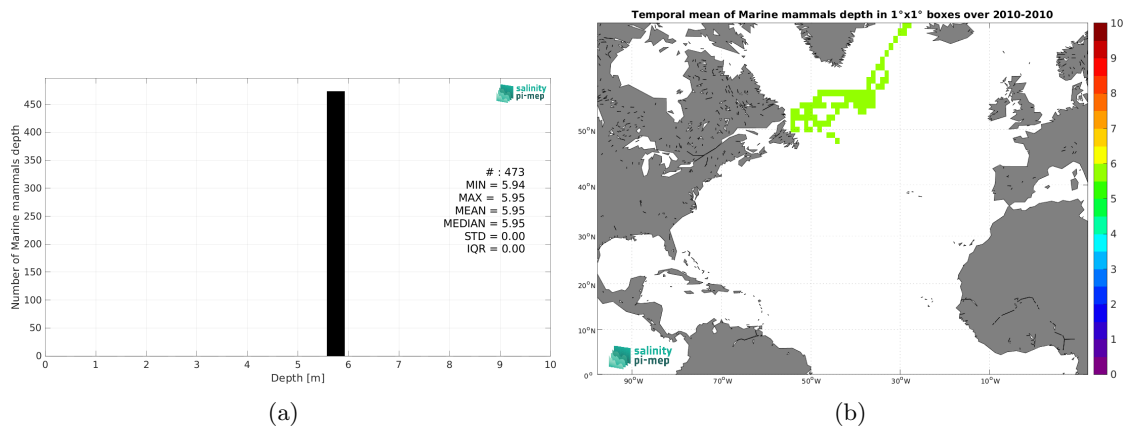 450
400
350
300
250
200
150
100
50
0
Number of Marine mammals depth
salinity
pi-mep
# : 473
MIN = 5.94
MAX = 5.95
MEAN = 5.95
MEDIAN = 5.95
STD = 0.00
IQR = 0.00
0 1 2 3 4 5 6 7 8 9 10
Depth [m]
(a)
Temporal mean of Marine mammals depth in 1°x1° boxes over 2010-2010
50°N
40°N
30°N
20°N
10°N
0°
90°W 70°W 50°W 30°W 10°W
salinity
pi-mep
10
9
8
7
6
5
4
3
2
1
0
(b)